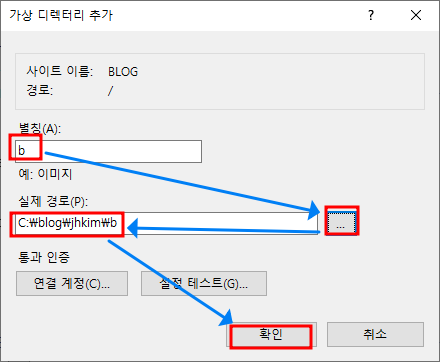 가상 디렉터리 추가
사이트 이름: BLOG
경로: /
별칭(A):
b
예: 이미지
실제 경로(P):
C:₩blog₩jhkim₩b
...
통과 인증
연결 계정(C)...
설정 테스트(G)...
확인
취소